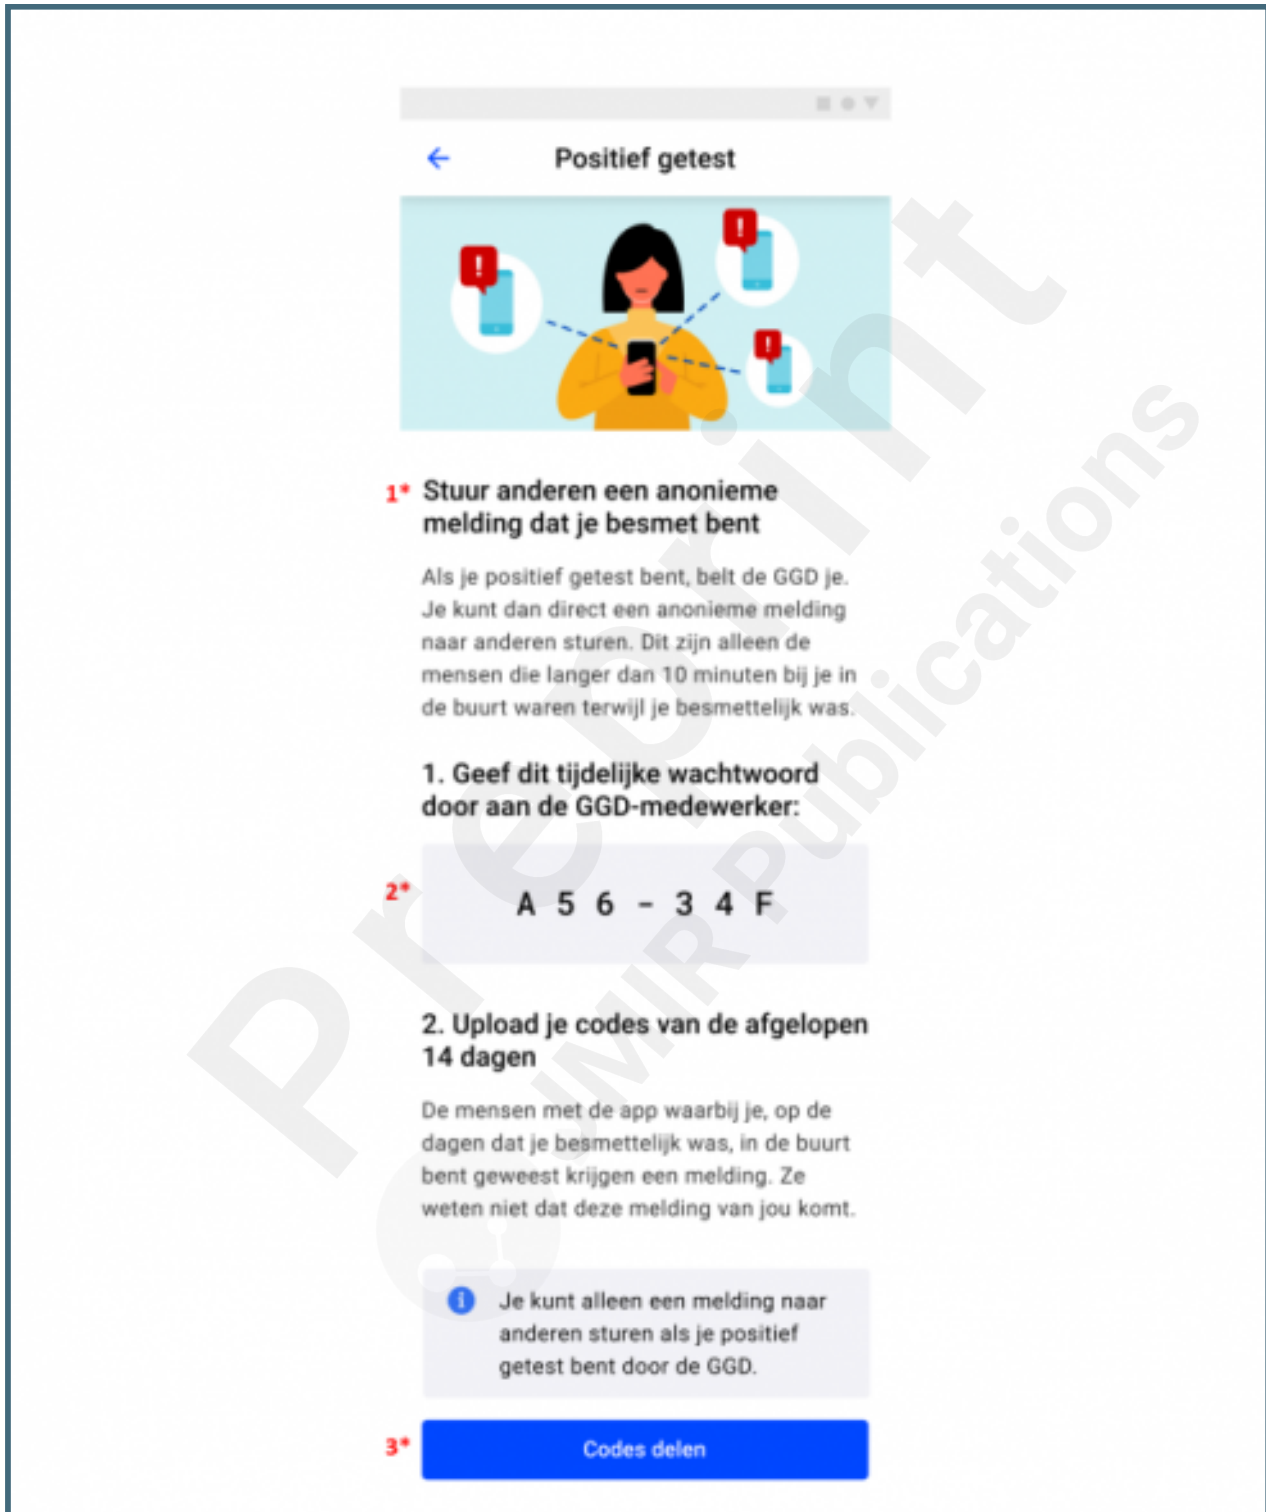 Positief getest
!
!
!
1* Stuur anderen een anonieme
melding dat je besmet bent
Als je positief getest bent, belt de GGD je.
Je kunt dan direct een anonieme melding
naar anderen sturen. Dit zijn alleen de
mensen die langer dan 10 minuten bij je in
de buurt waren terwijl je besmettelijk was.
1. Geef dit tijdelijke wachtwoord
door aan de GGD-medewerker:
2* A 5 6 - 3 4 F
2. Upload je codes van de afgelopen
14 dagen
De mensen met de app waarbij je, op de
dagen dat je besmettelijk was, in de buurt
bent geweest krijgen een melding. Ze
weten niet dat deze melding van jou komt.
i Je kunt alleen een melding naar
anderen sturen als je positief
getest bent door de GGD.
3* Codes delen
Preprint
JMIR Publications